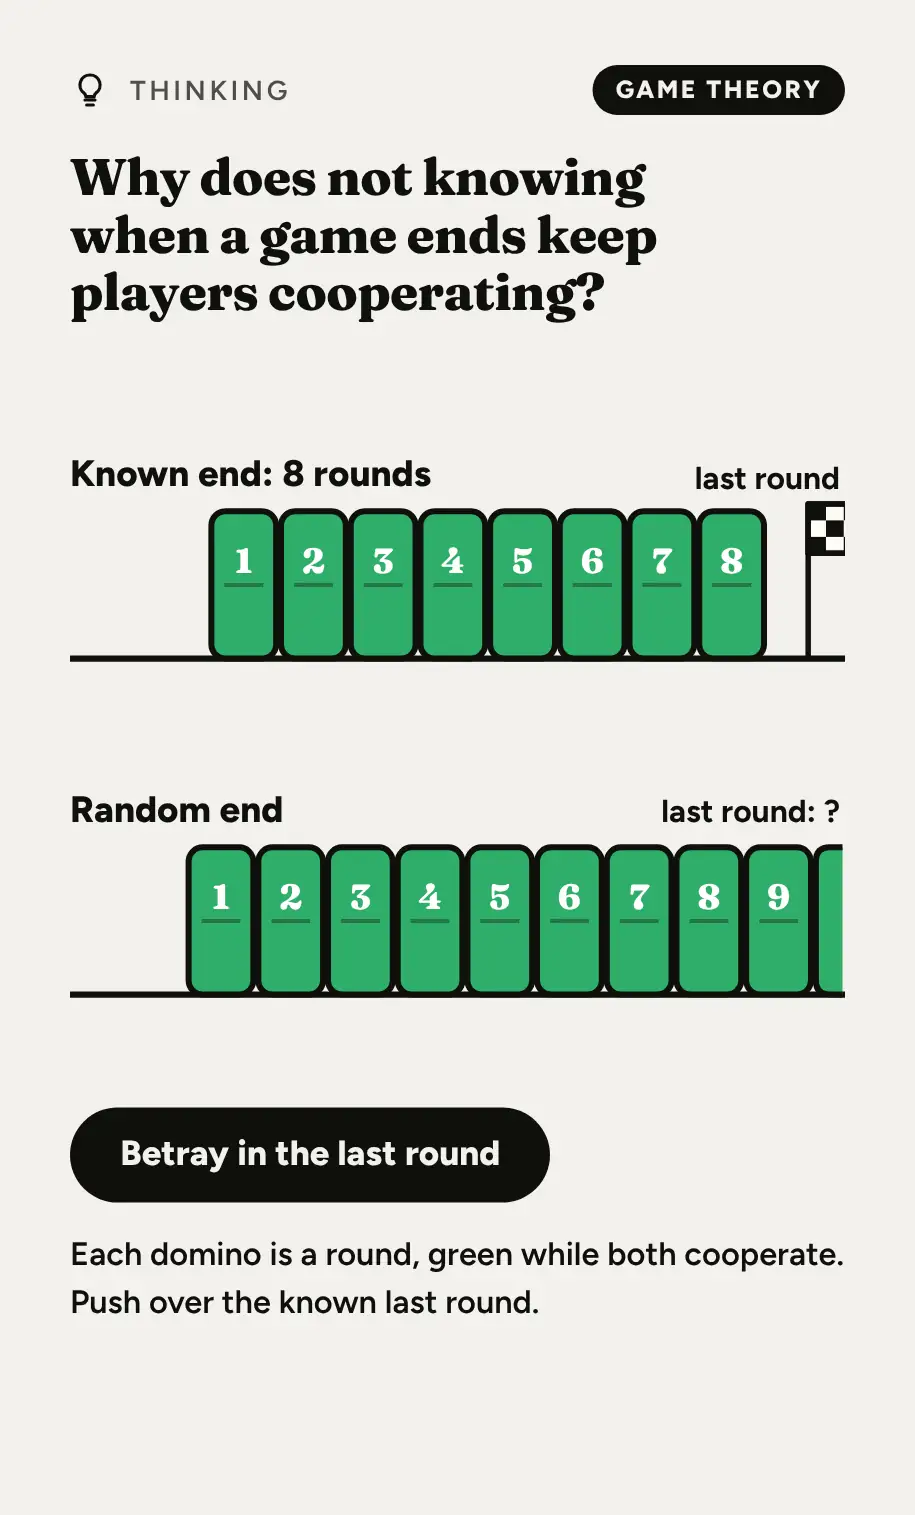 THINKING
GAME THEORY
Why does not knowing
when a game ends keep
players cooperating?
Known end: 8 rounds
last round
1 2 3 4 5 6 7 8
Random end
last round: ?
1 2 3 4 5 6 7 8 9
Betray in the last round
Each domino is a round, green while both cooperate.
Push over the known last round.